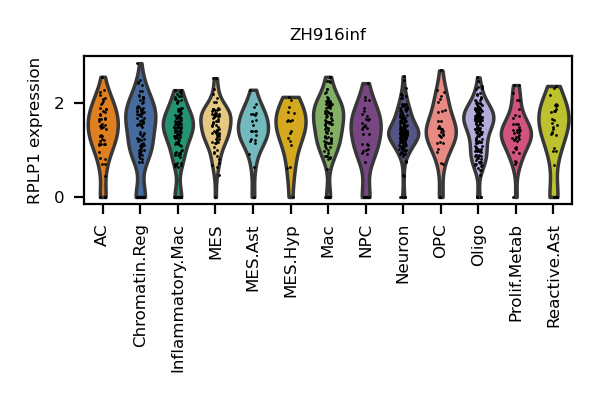 ZH916inf
RPLP1 expression
2
0
AC
Chromatin.Reg
Inflammatory.Mac
MES
MES.Ast
MES.Hyp
Mac
NPC
Neuron
OPC
Oligo
Prolif.Metab
Reactive.Ast